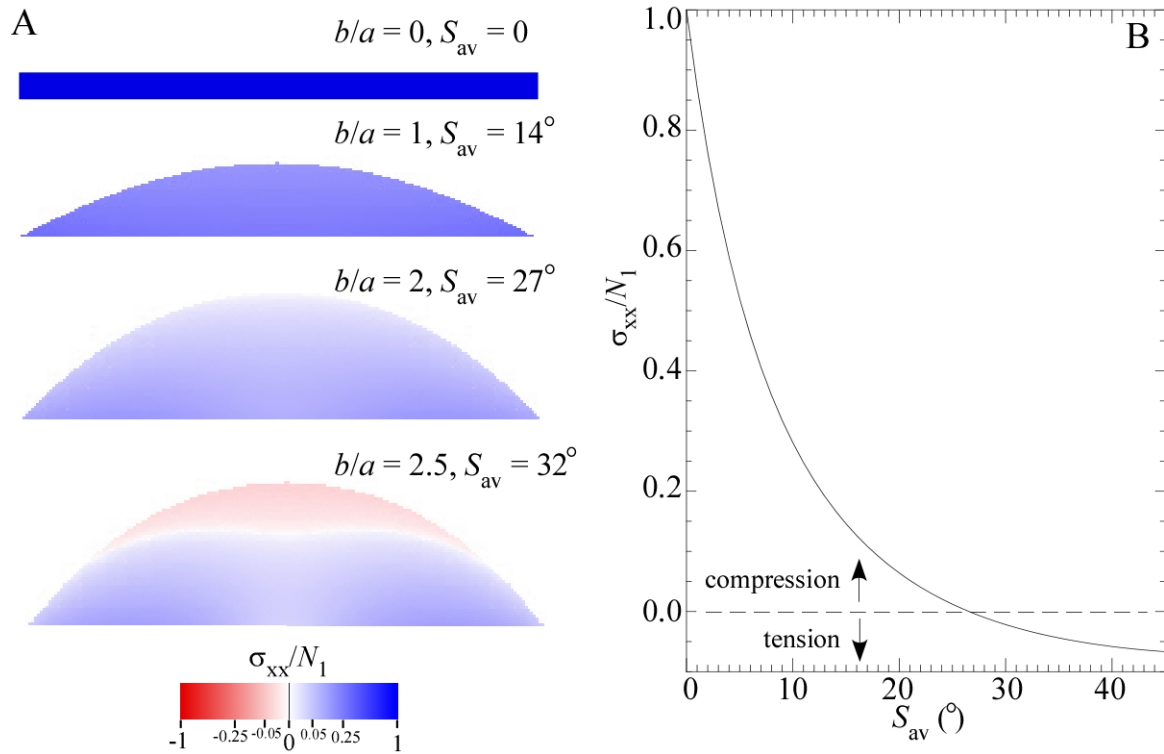 A
b/a = 0, S_av = 0
b/a = 1, S_av = 14°
b/a = 2, S_av = 27°
b/a = 2.5, S_av = 32°
σ_xx/N_1
-1 -0.25 -0.05 0 0.05 0.25 1
B
1.0
0.8
0.6
0.4
0.2
0.0
σ_xx/N_1
compression
tension
0 10 20 30 40
S_av (°)